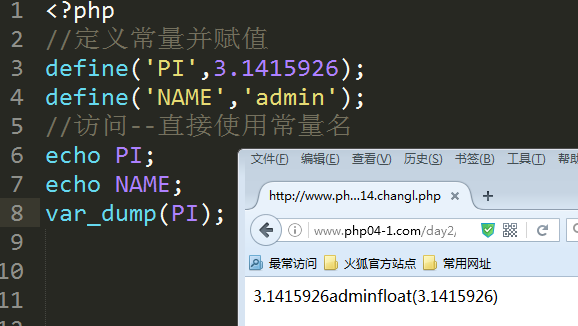 1 <?php
2 //定义常量并赋值
3 define('PI',3.1415926);
4 define('NAME','admin');
5 //访问--直接使用常量名
6 echo PI;
7 echo NAME;
8 var_dump(PI);
9
10
11
12
文件(F) 编辑(E) 查看(V) 历史(S) 书签(B) 工具(T) 帮助
http://www.ph...14.changl.php × +
www.php04-1.com/day2/
最常访问 火狐官方站点 常用网址
3.1415926adminfloat(3.1415926)